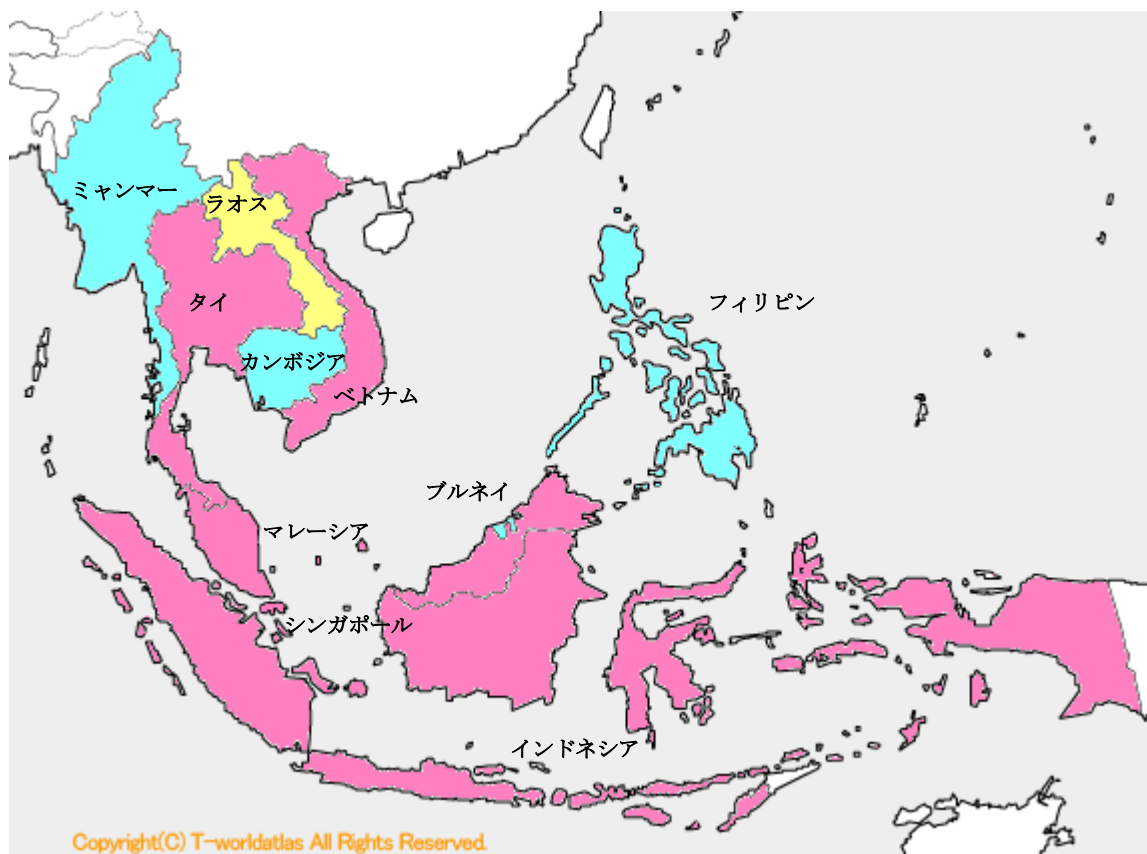 ミャンマー
ラオス
タイ
フィリピン
カンボジア
ベトナム
ブルネイ
マレーシア
シンガポール
インドネシア
Copyright(C) T-worldatlas All Rights Reserved.